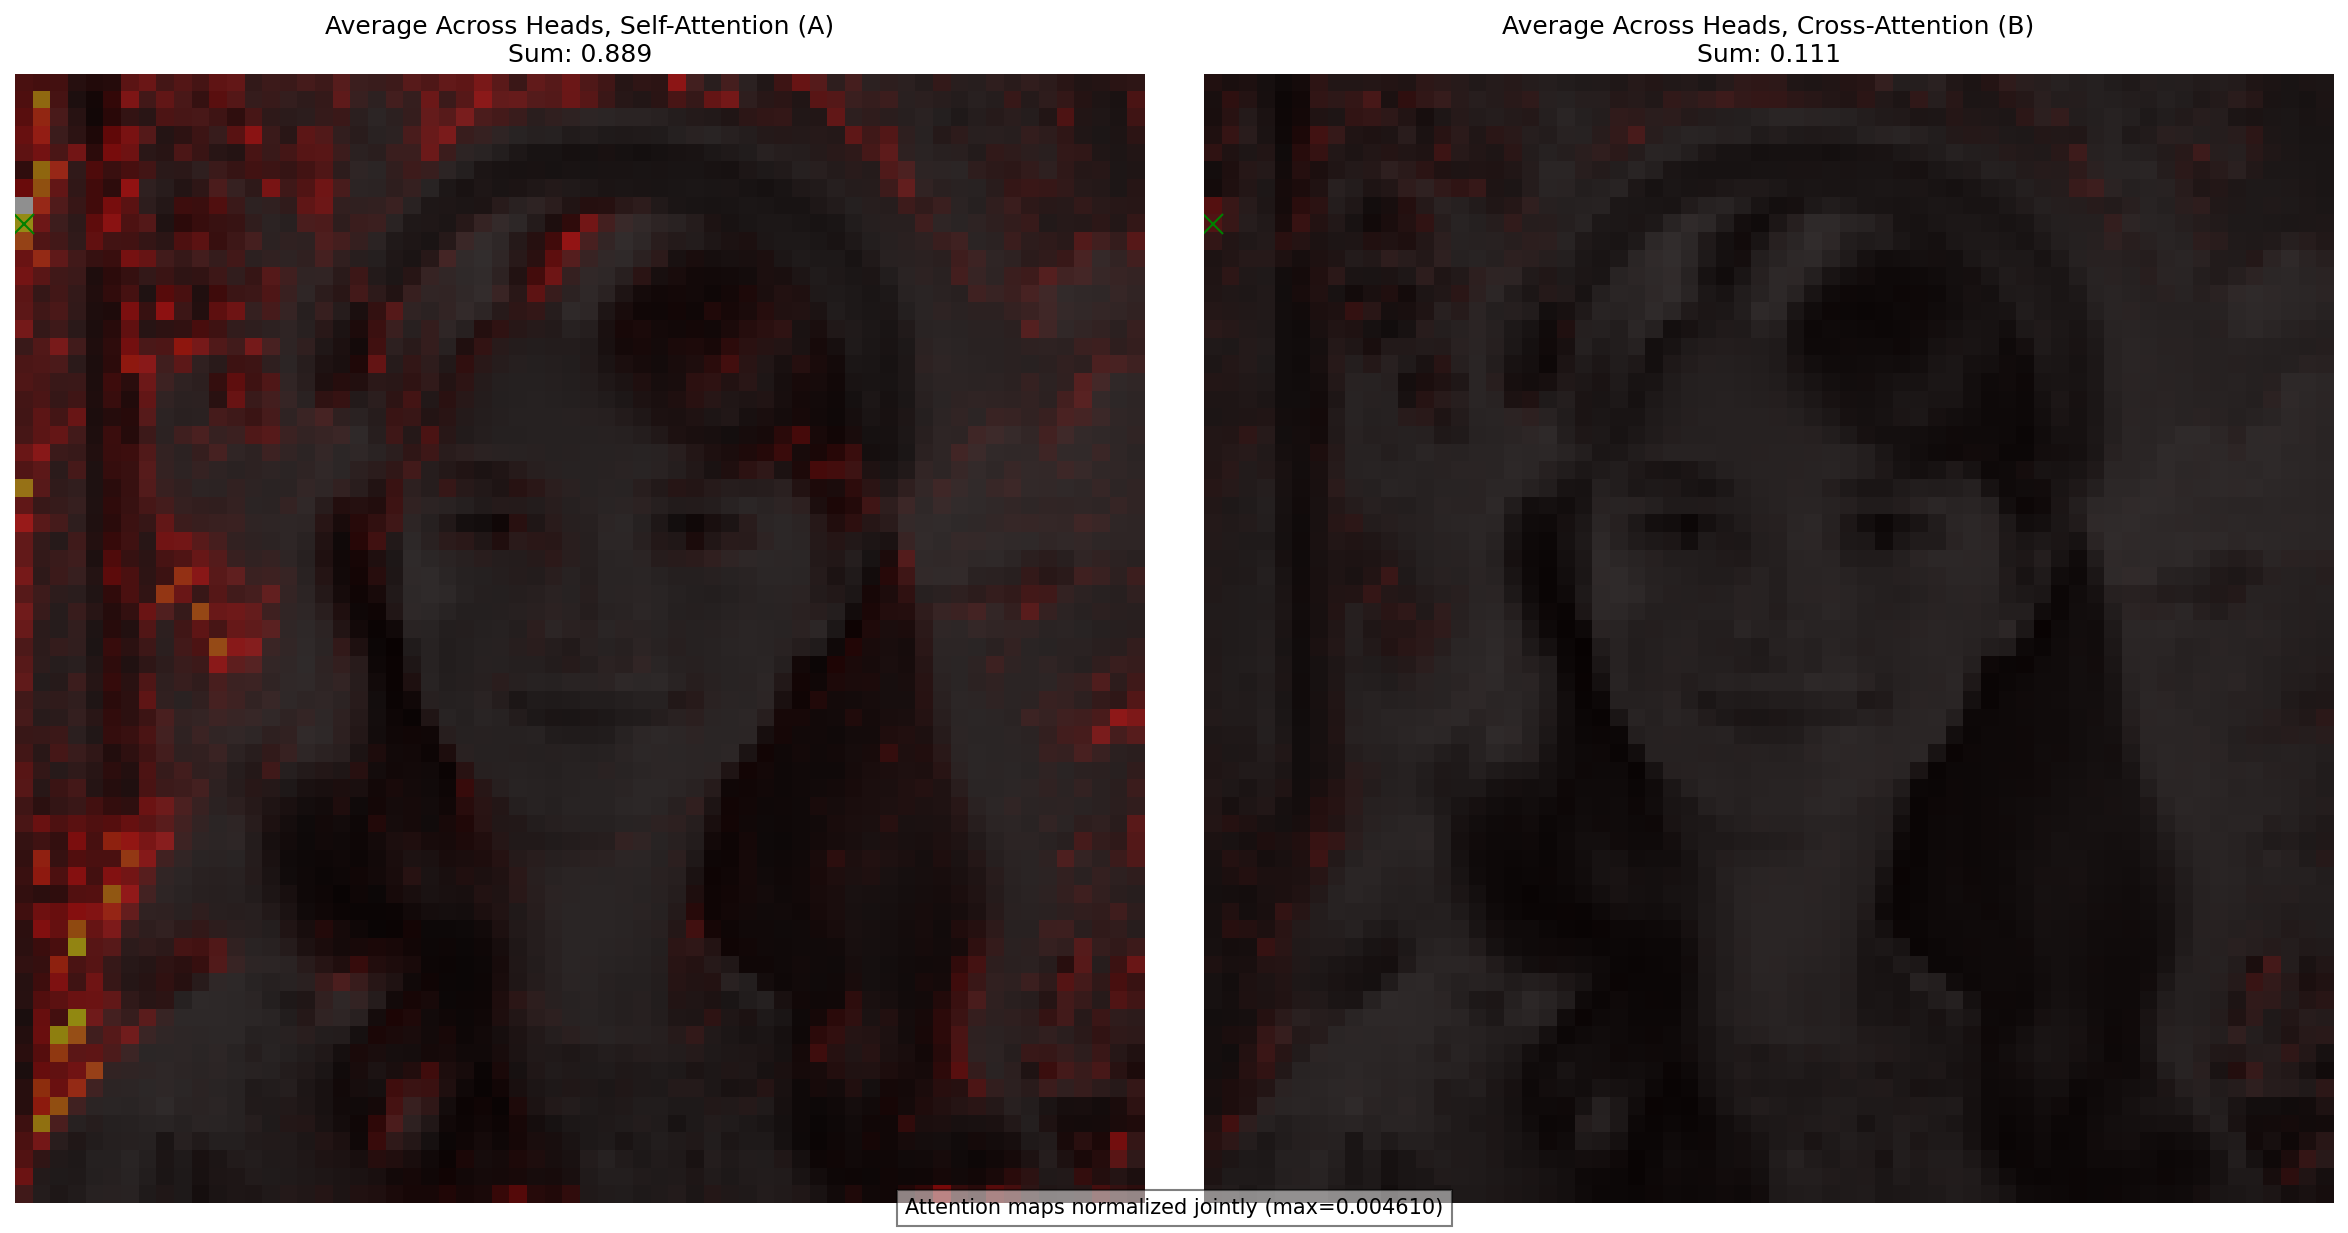 Average Across Heads, Self-Attention (A)
Sum: 0.889
Average Across Heads, Cross-Attention (B)
Sum: 0.111
Attention maps normalized jointly (max=0.004610)